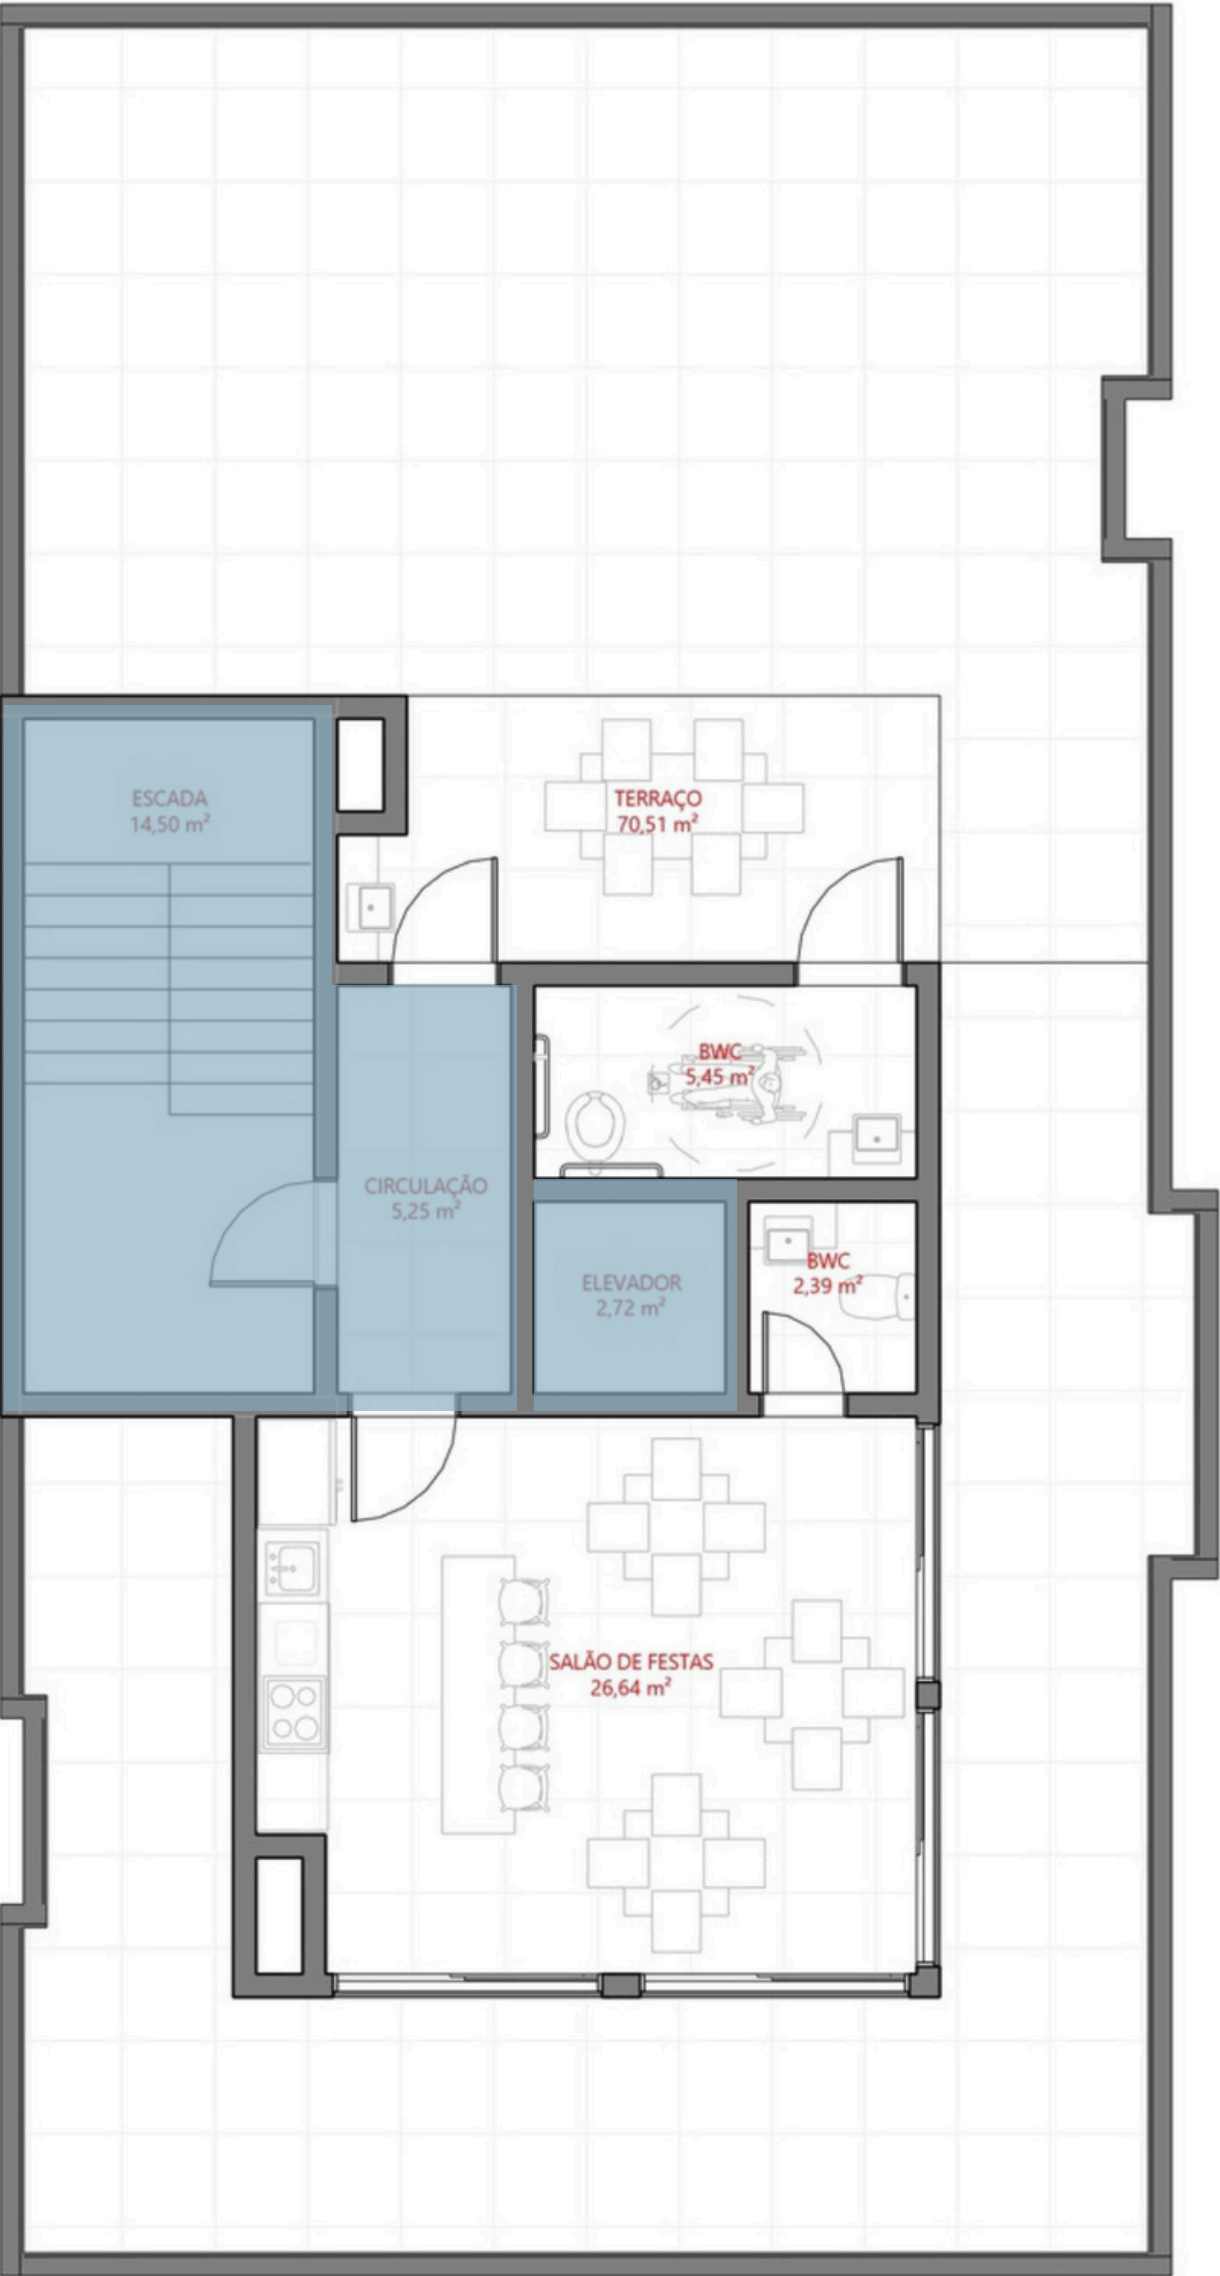 ESCADA
14,50 m²
TERRAÇO
70,51 m²
BWC
5,45 m²
CIRCULAÇÃO
5,25 m²
ELEVADOR
2,72 m²
BWC
2,39 m²
SALÃO DE FESTAS
26,64 m²